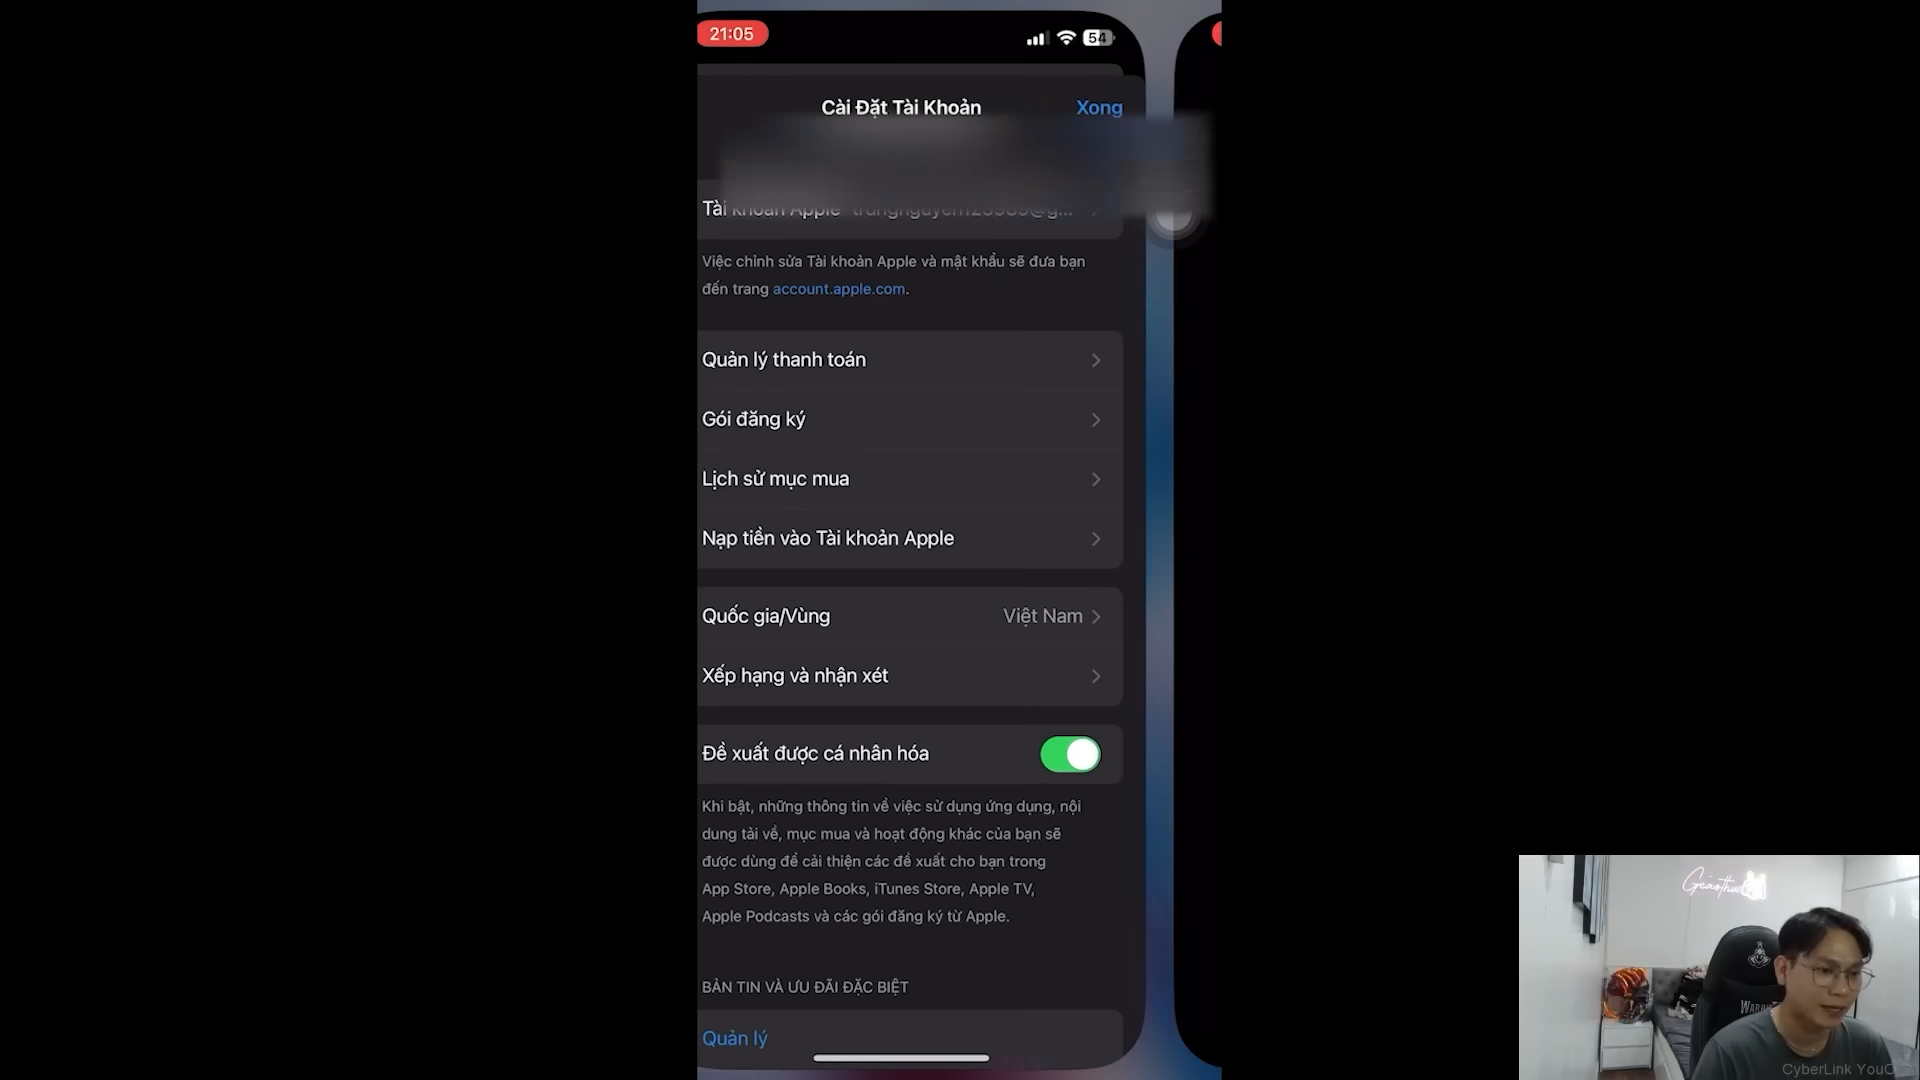 21:05
54
Cài Đặt Tài Khoản
Xong
Tài khoản Apple
Việc chỉnh sửa Tài khoản Apple và mật khẩu sẽ đưa bạn
đến trang account.apple.com.
Quản lý thanh toán
Gói đăng ký
Lịch sử mục mua
Nạp tiền vào Tài khoản Apple
Quốc gia/Vùng Việt Nam
Xếp hạng và nhận xét
Đề xuất được cá nhân hóa
Khi bật, những thông tin về việc sử dụng ứng dụng, nội
dung tải về, mục mua và hoạt động khác của bạn sẽ
được dùng để cải thiện các đề xuất cho bạn trong
App Store, Apple Books, iTunes Store, Apple TV,
Apple Podcasts và các gói đăng ký từ Apple.
BẢN TIN VÀ ƯU ĐÃI ĐẶC BIỆT
Quản lý
CyberLink